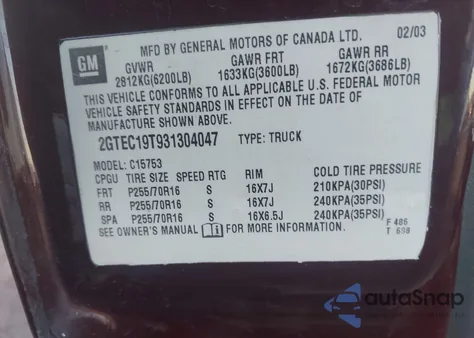 GM
MFD BY GENERAL MOTORS OF CANADA LTD. 02/03
GVWR GAWR FRT GAWR RR
2812KG(6200LB) 1633KG(3600LB) 1672KG(3686LB)
THIS VEHICLE CONFORMS TO ALL APPLICABLE U.S. FEDERAL MOTOR
VEHICLE SAFETY STANDARDS IN EFFECT ON THE DATE OF
MANUFACTURE SHOWN ABOVE.
2GTEC19T931304047 TYPE: TRUCK
MODEL: C15753
CPGU TIRE SIZE SPEED RTG RIM COLD TIRE PRESSURE
FRT P255/70R16 S 16X7J 210KPA(30PSI)
RR P255/70R16 S 16X7J 240KPA(35PSI)
SPA P255/70R16 S 16X6.5J 240KPA(35PSI)
SEE OWNER'S MANUAL FOR MORE INFORMATION.
F 486
T 698
autoSnap